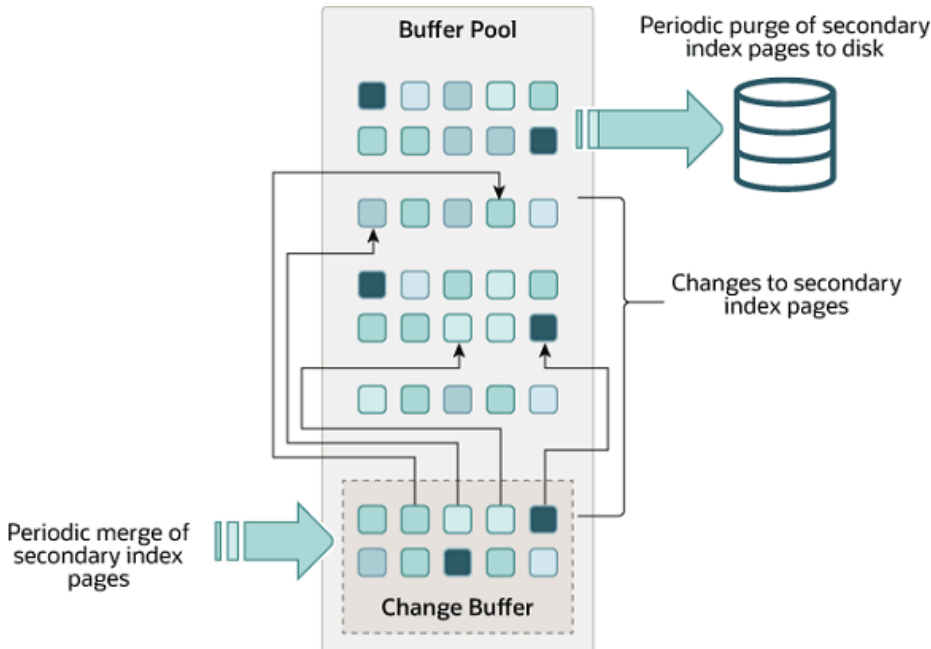 Buffer Pool
Periodic purge of secondary
index pages to disk
Changes to secondary
index pages
Periodic merge of
secondary index
pages
Change Buffer